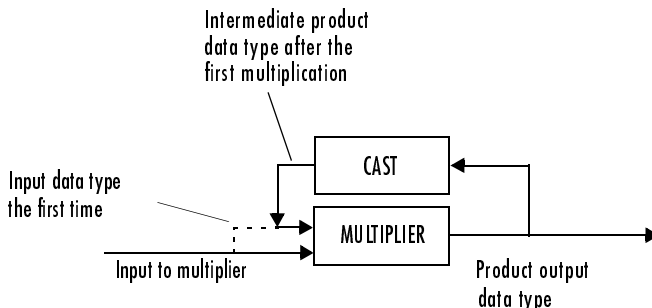 Intermediate product
data type after the
first multiplication
CAST
Input data type
the first time
MULTIPLIER
Input to multiplier
Product output
data type